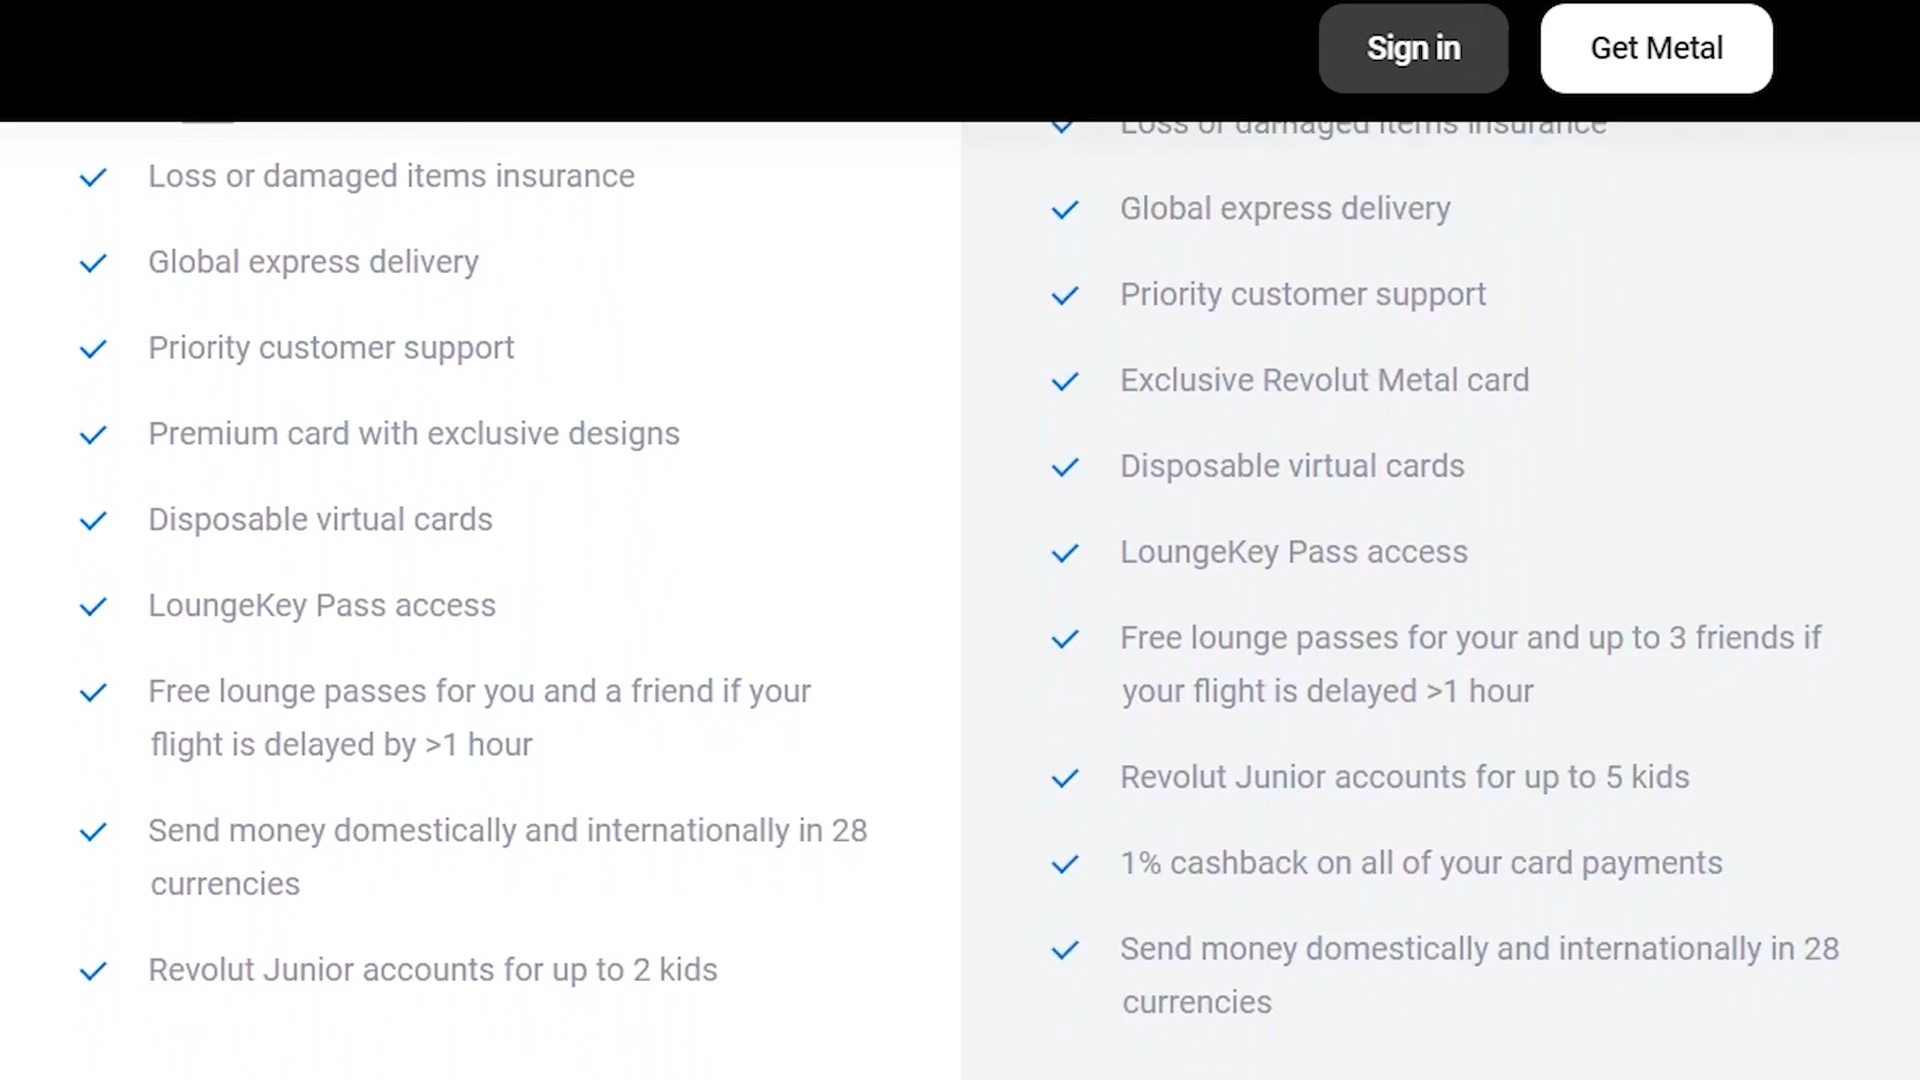 Sign in
Get Metal
Loss or damaged items insurance
Global express delivery
Priority customer support
Premium card with exclusive designs
Disposable virtual cards
LoungeKey Pass access
Free lounge passes for you and a friend if your
flight is delayed by >1 hour
Send money domestically and internationally in 28
currencies
Revolut Junior accounts for up to 2 kids
Loss or damaged items insurance
Global express delivery
Priority customer support
Exclusive Revolut Metal card
Disposable virtual cards
LoungeKey Pass access
Free lounge passes for your and up to 3 friends if
your flight is delayed >1 hour
Revolut Junior accounts for up to 5 kids
1% cashback on all of your card payments
Send money domestically and internationally in 28
currencies